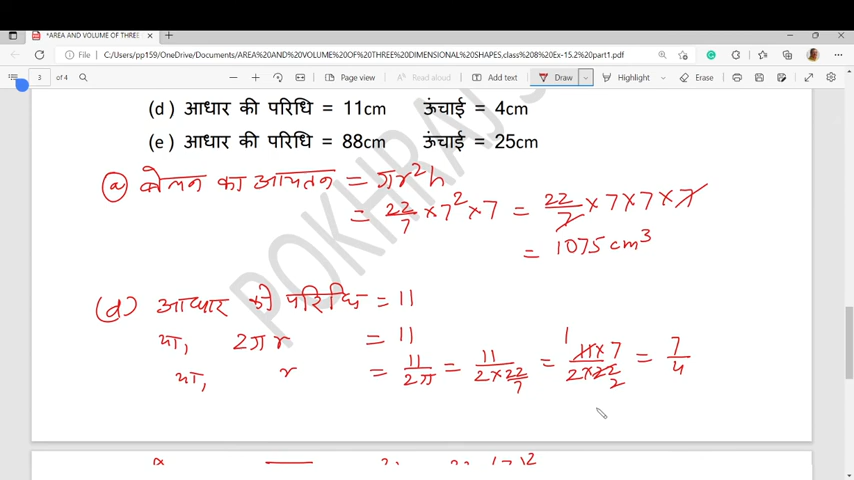 *AREA AND VOLUME OF THREE
C:/Users/pp159/OneDrive/Documents/AREA%20AND%20VOLUME%20OF%20THREE%20DIMENSIONAL%20SHAPES,class%208%20Ex-15.2%20part1.pdf
3 of 4 Page view Read aloud Add text Draw Highlight Erase
(d) आधार की परिधि = 11cm ऊंचाई = 4cm
(e) आधार की परिधि = 88cm ऊंचाई = 25cm
(a) बेलन का आयतन = πr²h
= 22/7 × 7² × 7 = 22/7 × 7 × 7 × 7
= 1075 cm³
(d) आधार की परिधि = 11
या, 2πr = 11
या, r = 11/2π = 11/2×22/7 = 1 11×7/2×22 2 = 7/4
POKHRAJ S